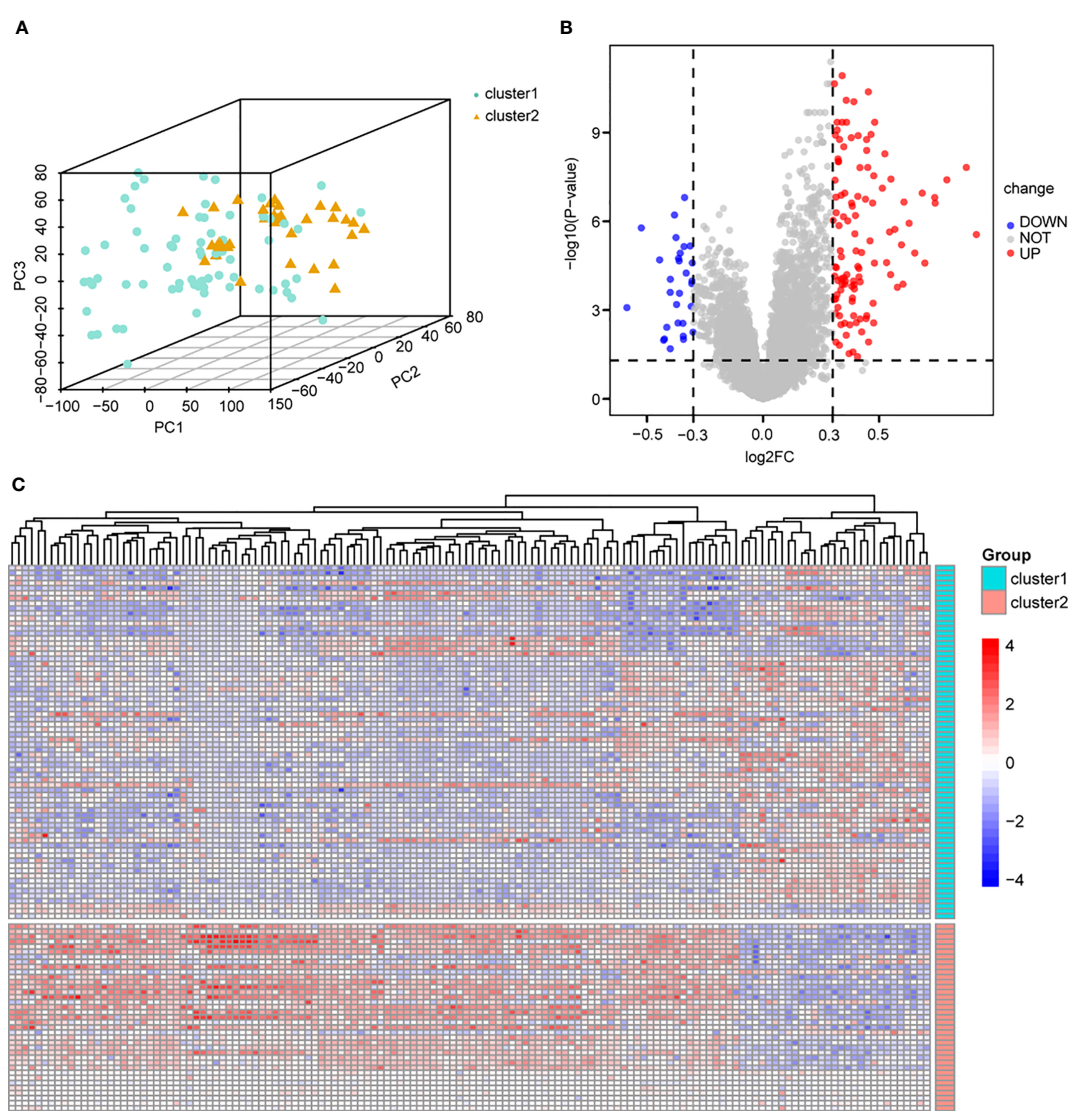 A
cluster1
cluster2
80
60
40
20
0
−20
−40
−60
−80
PC3
−100
−50
0
50
100
150
PC1
−60
−40
−20
0
20
40
60
80
PC2
B
9
6
3
0
−log10(P−value)
−0.5
−0.3
0.0
0.3
0.5
log2FC
change
DOWN
NOT
UP
C
Group
cluster1
cluster2
4
2
0
−2
−4